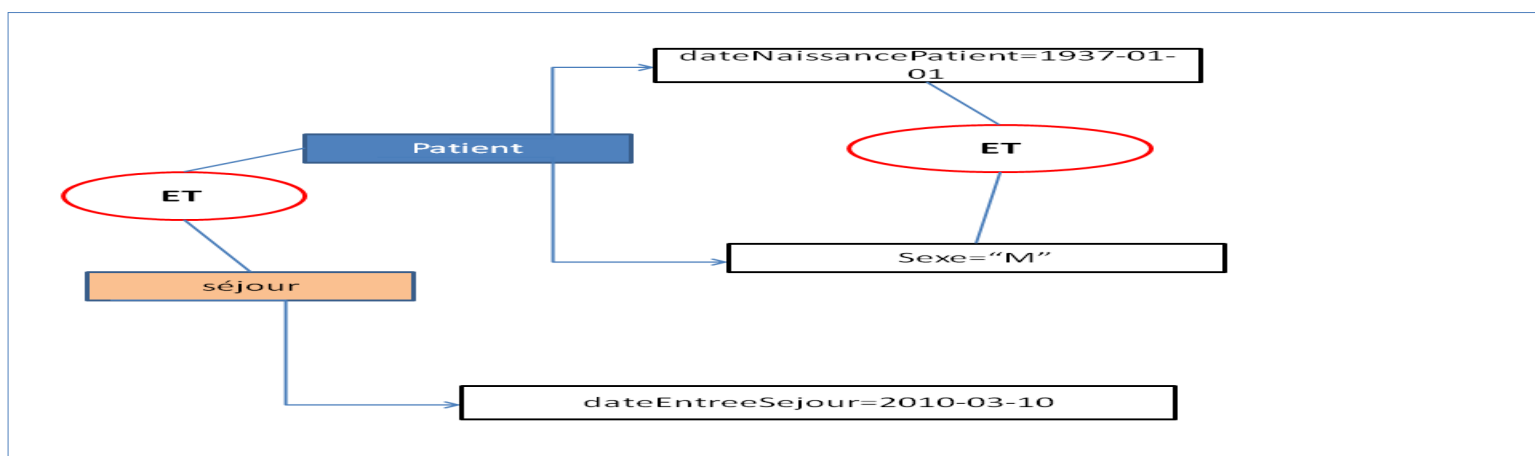 dateNaissancePatient=1937-01-
01
Patient
ET
ET
Sexe=“M”
séjour
dateEntreeSejour=2010-03-10